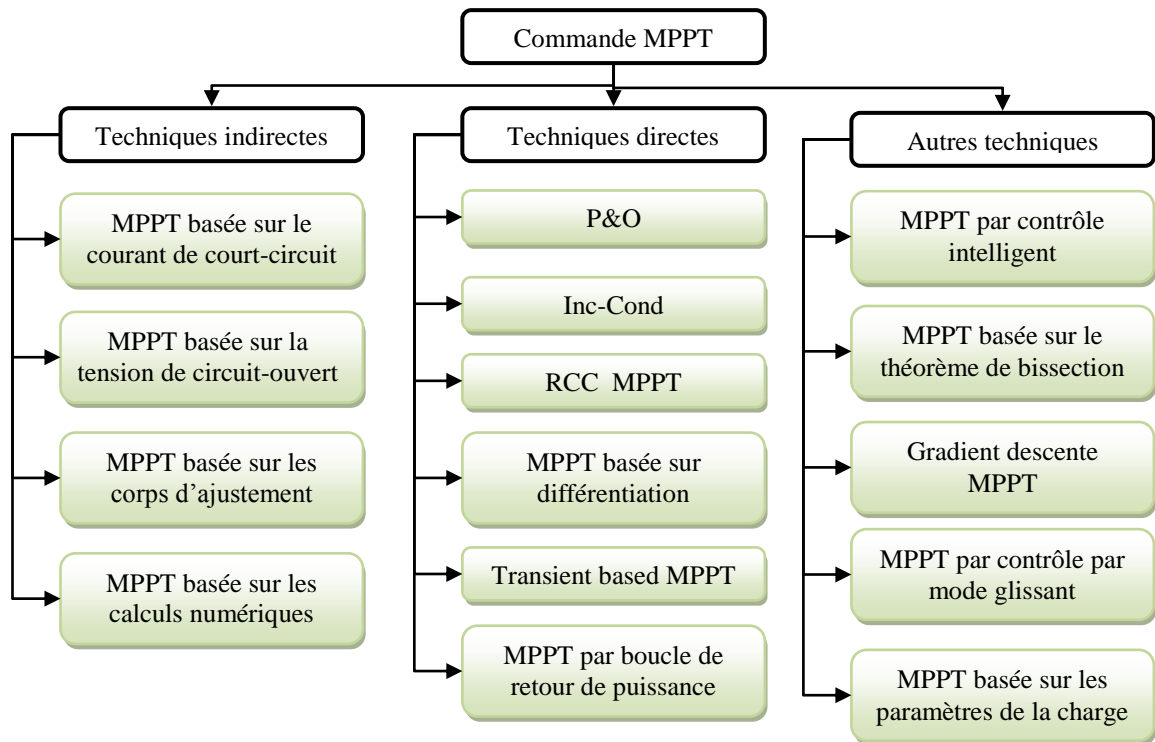 Commande MPPT
Techniques indirectes
MPPT basée sur le
courant de court-circuit
MPPT basée sur la
tension de circuit-ouvert
MPPT basée sur les
corps d’ajustement
MPPT basée sur les
calculs numériques
Techniques directes
P&O
Inc-Cond
RCC MPPT
MPPT basée sur
différentiation
Transient based MPPT
MPPT par boucle de
retour de puissance
Autres techniques
MPPT par contrôle
intelligent
MPPT basée sur le
théorème de bissection
Gradient descente
MPPT
MPPT par contrôle par
mode glissant
MPPT basée sur les
paramètres de la charge